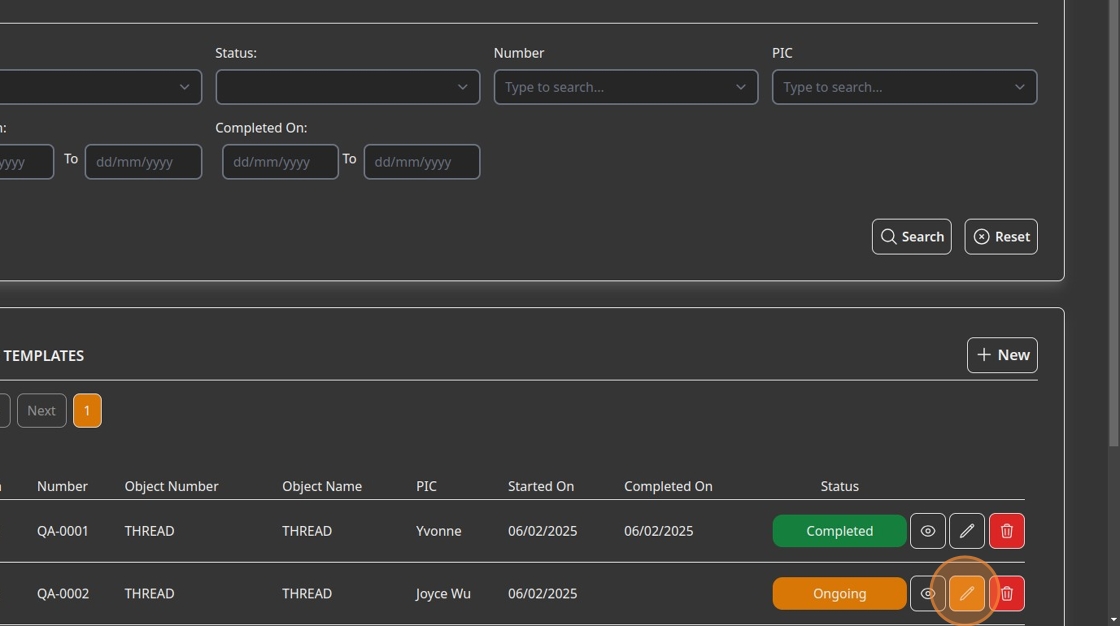 Status: Number PIC
Type to search... Type to search...
n: Completed On:
yyyy To dd/mm/yyyy dd/mm/yyyy To dd/mm/yyyy
Search Reset
TEMPLATES New
Next 1
Number Object Number Object Name PIC Started On Completed On Status
QA-0001 THREAD THREAD Yvonne 06/02/2025 06/02/2025 Completed
QA-0002 THREAD THREAD Joyce Wu 06/02/2025 Ongoing